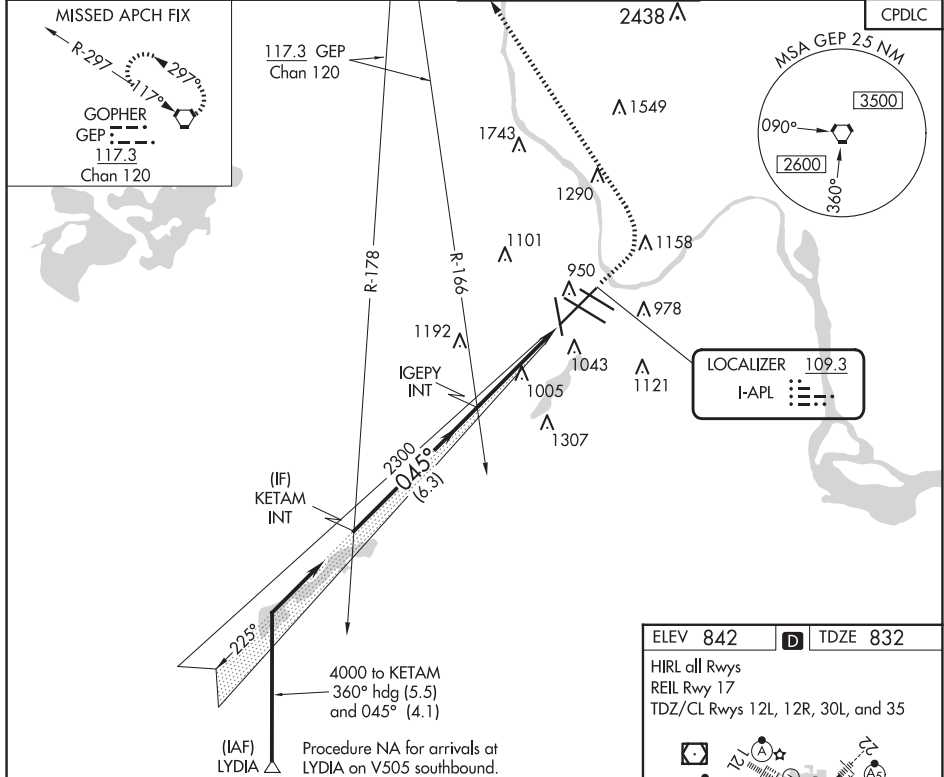 MISSED APCH FIX
R-297
297°
117°
GOPHER
GEP
117.3
Chan 120
117.3 GEP
Chan 120
2438
CPDLC
MSA GEP 25 NM
3500
090°
2600
360°
1549
1743
1290
1158
1101
950
978
R-178
R-166
1192
1043
1005
1121
1307
IGEPY
INT
LOCALIZER 109.3
I-APL
2300
045°
(6.3)
(IF)
KETAM
INT
225°
4000 to KETAM
360° hdg (5.5)
and 045° (4.1)
(IAF)
LYDIA
Procedure NA for arrivals at
LYDIA on V505 southbound.
ELEV 842
D
TDZE 832
HIRL all Rwys
REIL Rwy 17
TDZ/CL Rwys 12L, 12R, 30L, and 35
12L
A
22
A5